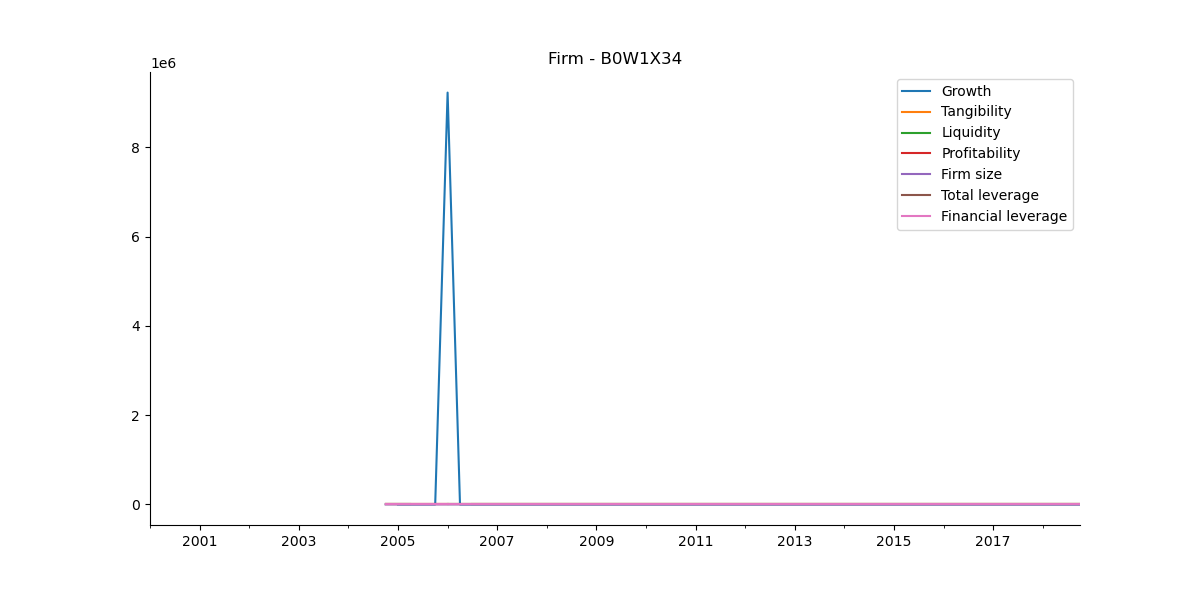 Firm - B0W1X34
1e6
Growth
Tangibility
Liquidity
Profitability
Firm size
Total leverage
Financial leverage
8
6
4
2
0
2001 2003 2005 2007 2009 2011 2013 2015 2017